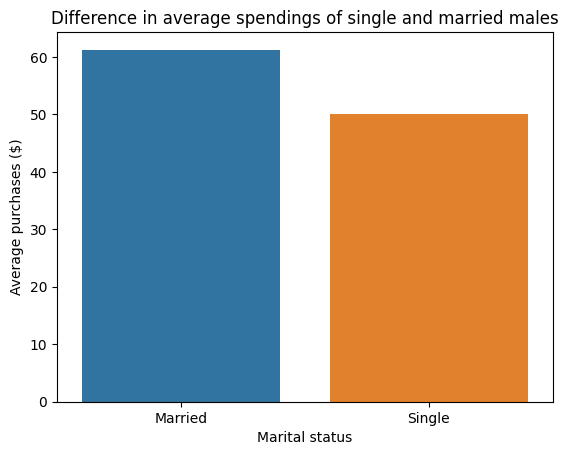 Difference in average spendings of single and married males
Average purchases ($)
60
50
40
30
20
10
0
Married Single
Marital status